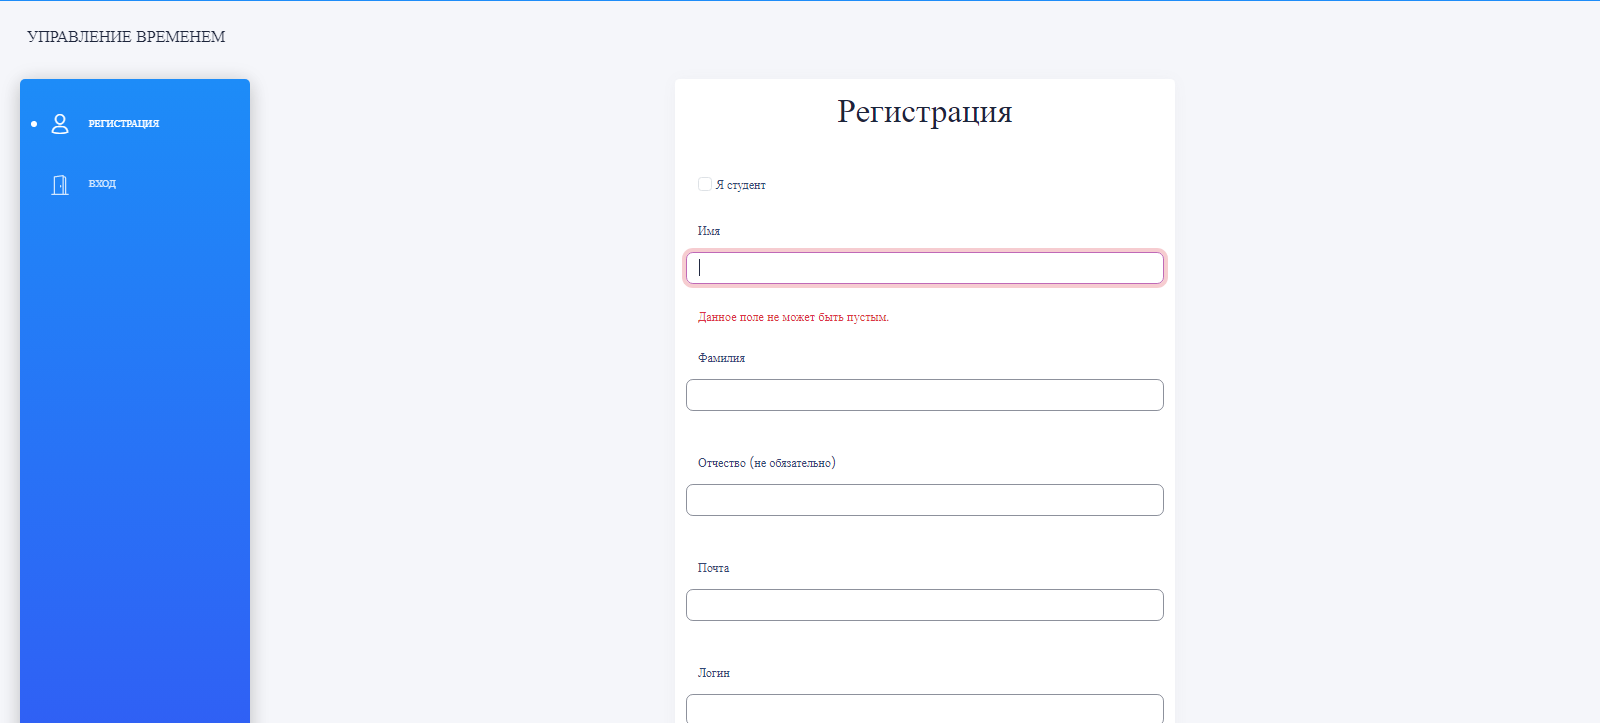 УПРАВЛЕНИЕ ВРЕМЕНЕМ
РЕГИСТРАЦИЯ
ВХОД
Регистрация
Я студент
Имя
Данное поле не может быть пустым.
Фамилия
Отчество (не обязательно)
Почта
Логин